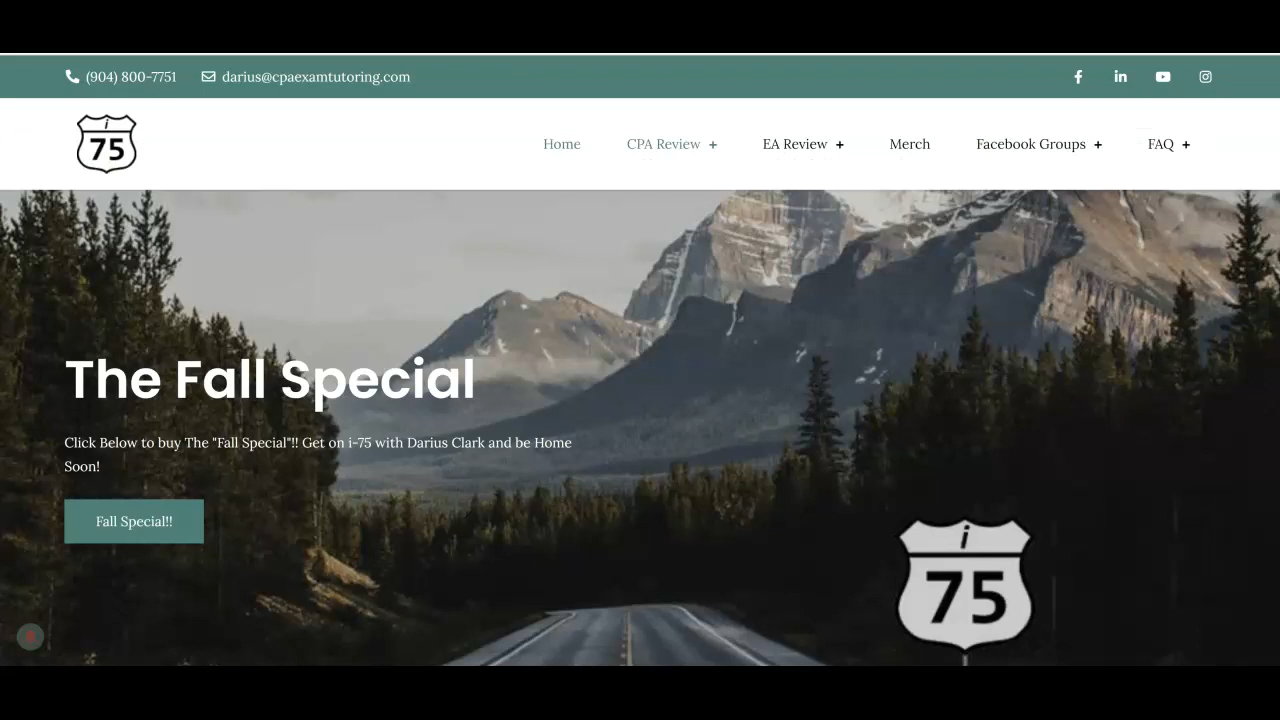 (904) 800-7751 darius@cpaexamtutoring.com
i
75
Home CPA Review + EA Review + Merch Facebook Groups + FAQ +
The Fall Special
Click Below to buy The "Fall Special"!! Get on i-75 with Darius Clark and be Home
Soon!
Fall Special!!
i
75